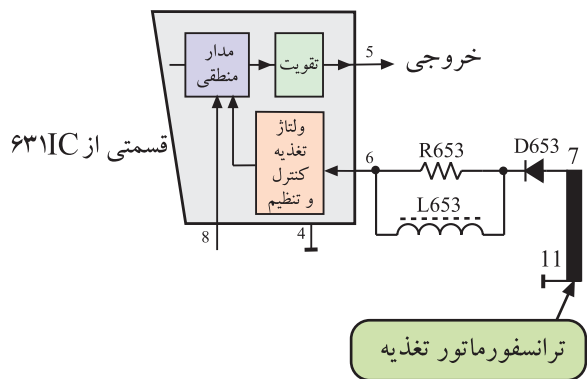 مدار
منطقی
تقویت
5
خروجی
قسمتی از ۶۳۱IC
ولتاژ
تغذیه
کنترل
و تنظیم
6
R653
D653
7
L653
8
4
11
ترانسفورماتور تغذیه